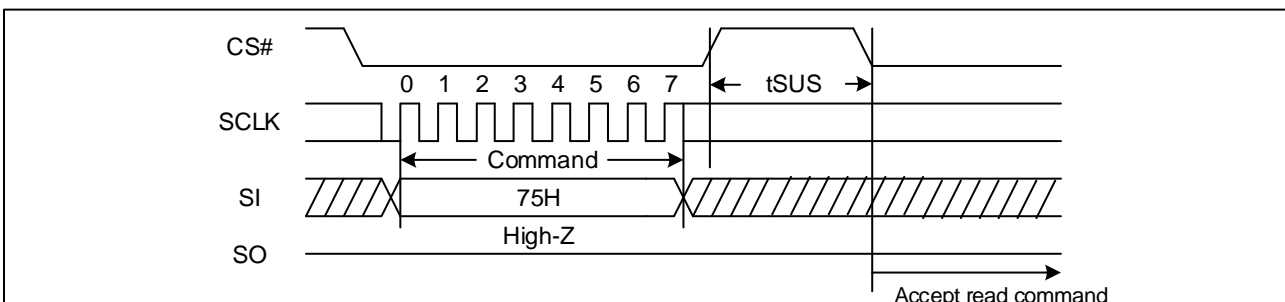 CS#
tSUS
0 1 2 3 4 5 6 7
SCLK
Command
SI
75H
High-Z
SO
Accept read command